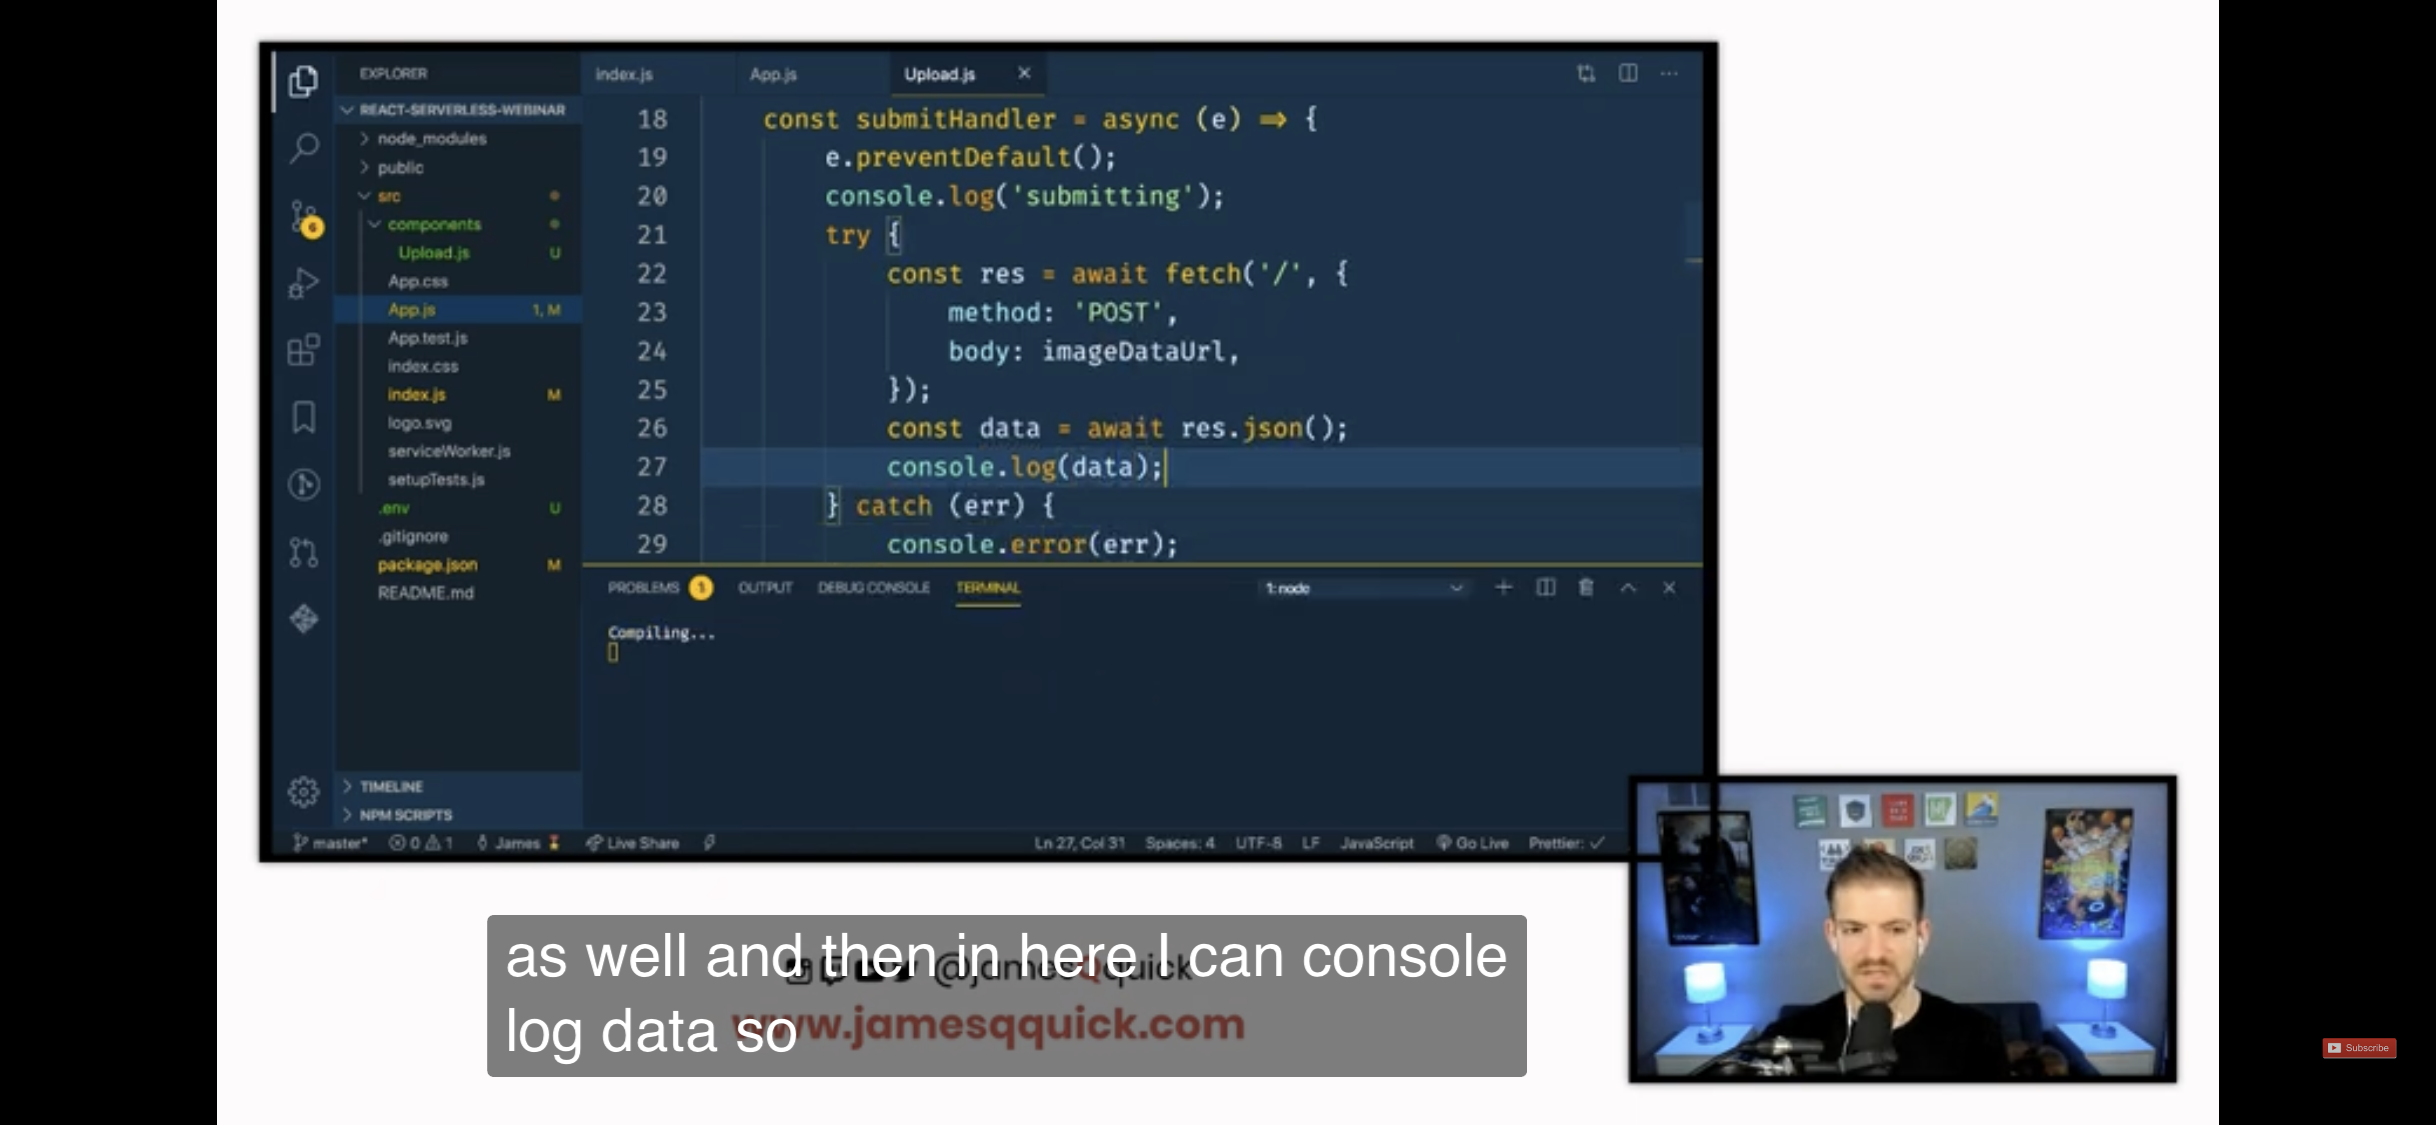 EXPLORER
REACT-SERVERLESS-WEBINAR
node_modules
public
src
components
Upload.js U
App.css
App.js 1, M
App.test.js
index.css
index.js M
logo.svg
serviceWorker.js
setupTests.js
.env U
.gitignore
package.json M
README.md
TIMELINE
NPM SCRIPTS
6
index.js App.js Upload.js
18 const submitHandler = async (e) => {
19 e.preventDefault();
20 console.log('submitting');
21 try {
22 const res = await fetch('/', {
23 method: 'POST',
24 body: imageDataUrl,
25 });
26 const data = await res.json();
27 console.log(data);
28 } catch (err) {
29 console.error(err);
PROBLEMS 1 OUTPUT DEBUG CONSOLE TERMINAL 1: node
Compiling...
master* 0 1 James Live Share Ln 27, Col 31 Spaces: 4 UTF-8 LF JavaScript Go Live Prettier: ✓
as well and then in here I can console
log data so
@jamesQquick
www.jamesqquick.com
Subscribe